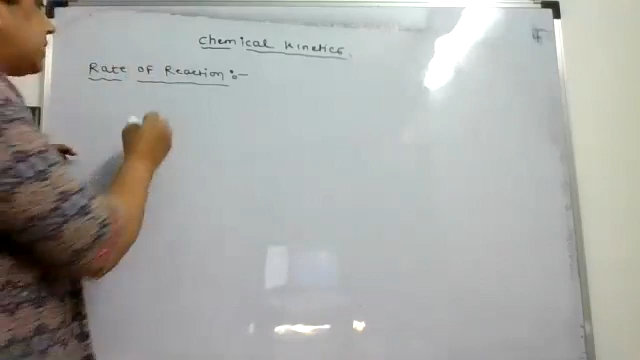 Chemical Kinetics.
Rate of Reaction :-